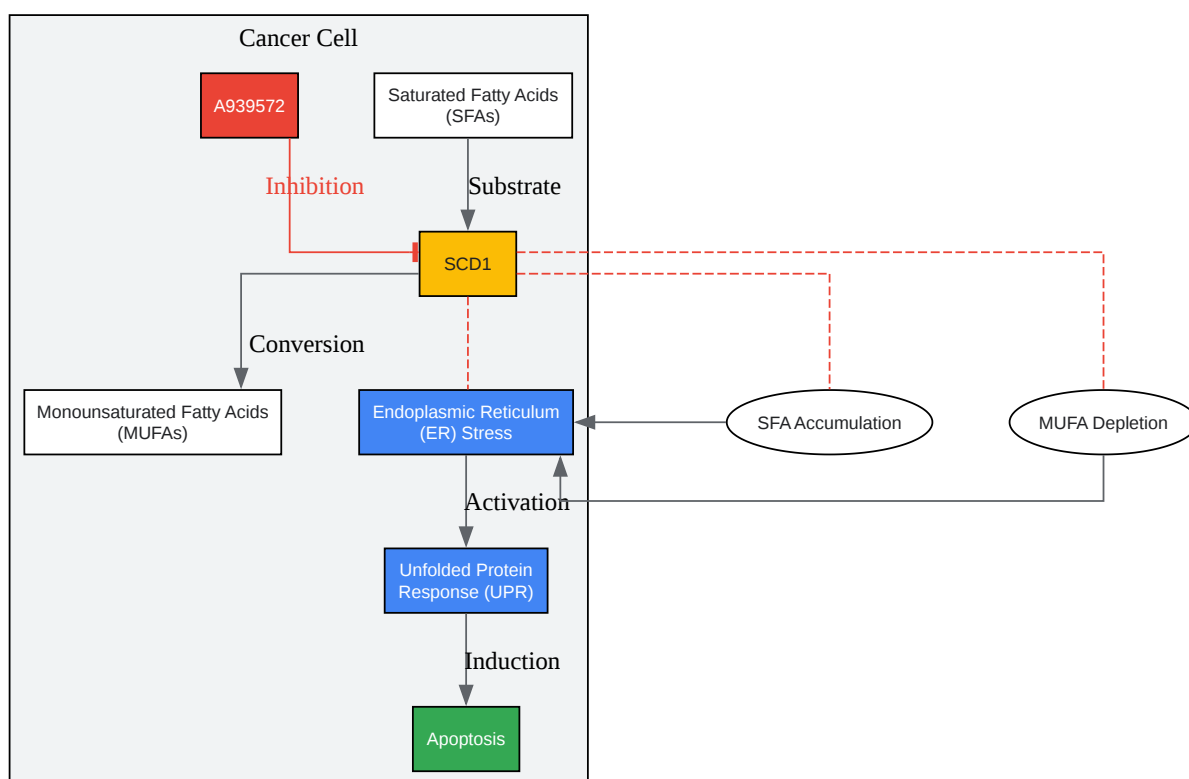 Cancer Cell
A939572
Saturated Fatty Acids
(SFAs)
Inhibition
Substrate
SCD1
Conversion
Monounsaturated Fatty Acids
(MUFAs)
Endoplasmic Reticulum
(ER) Stress
SFA Accumulation
MUFA Depletion
Activation
Unfolded Protein
Response (UPR)
Induction
Apoptosis